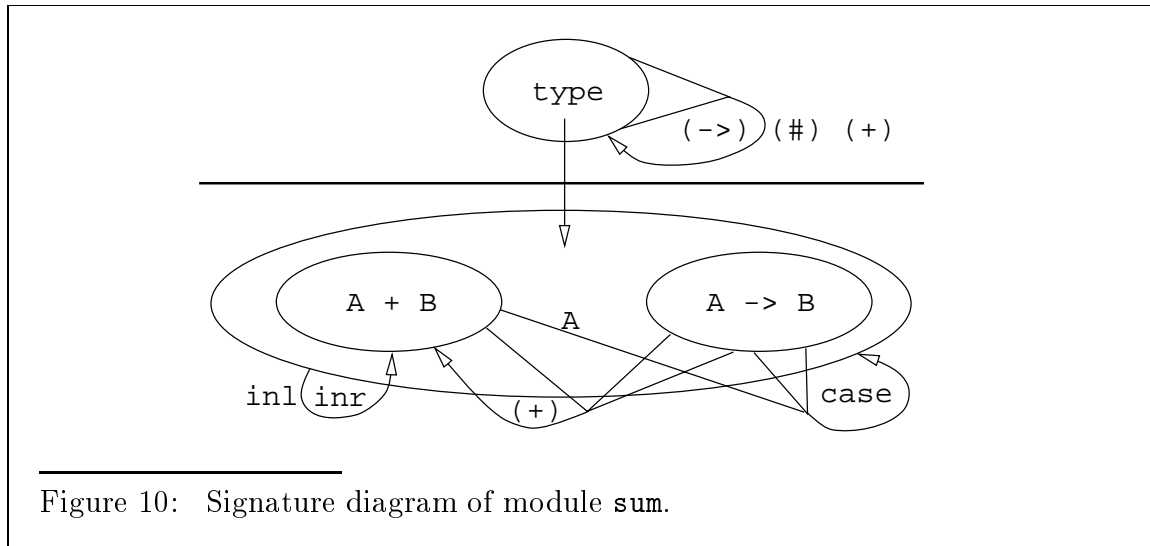 type
(->) (#) (+)
A + B
A -> B
A
inl inr
(+)
case
Figure 10: Signature diagram of module sum.